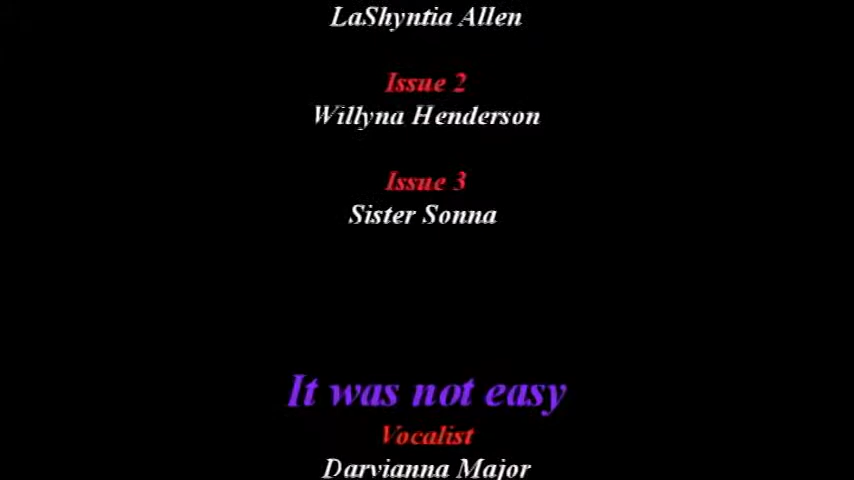 LaShyntia Allen
Issue 2
Willyna Henderson
Issue 3
Sister Sonna
It was not easy
Vocalist
Darvianna Major